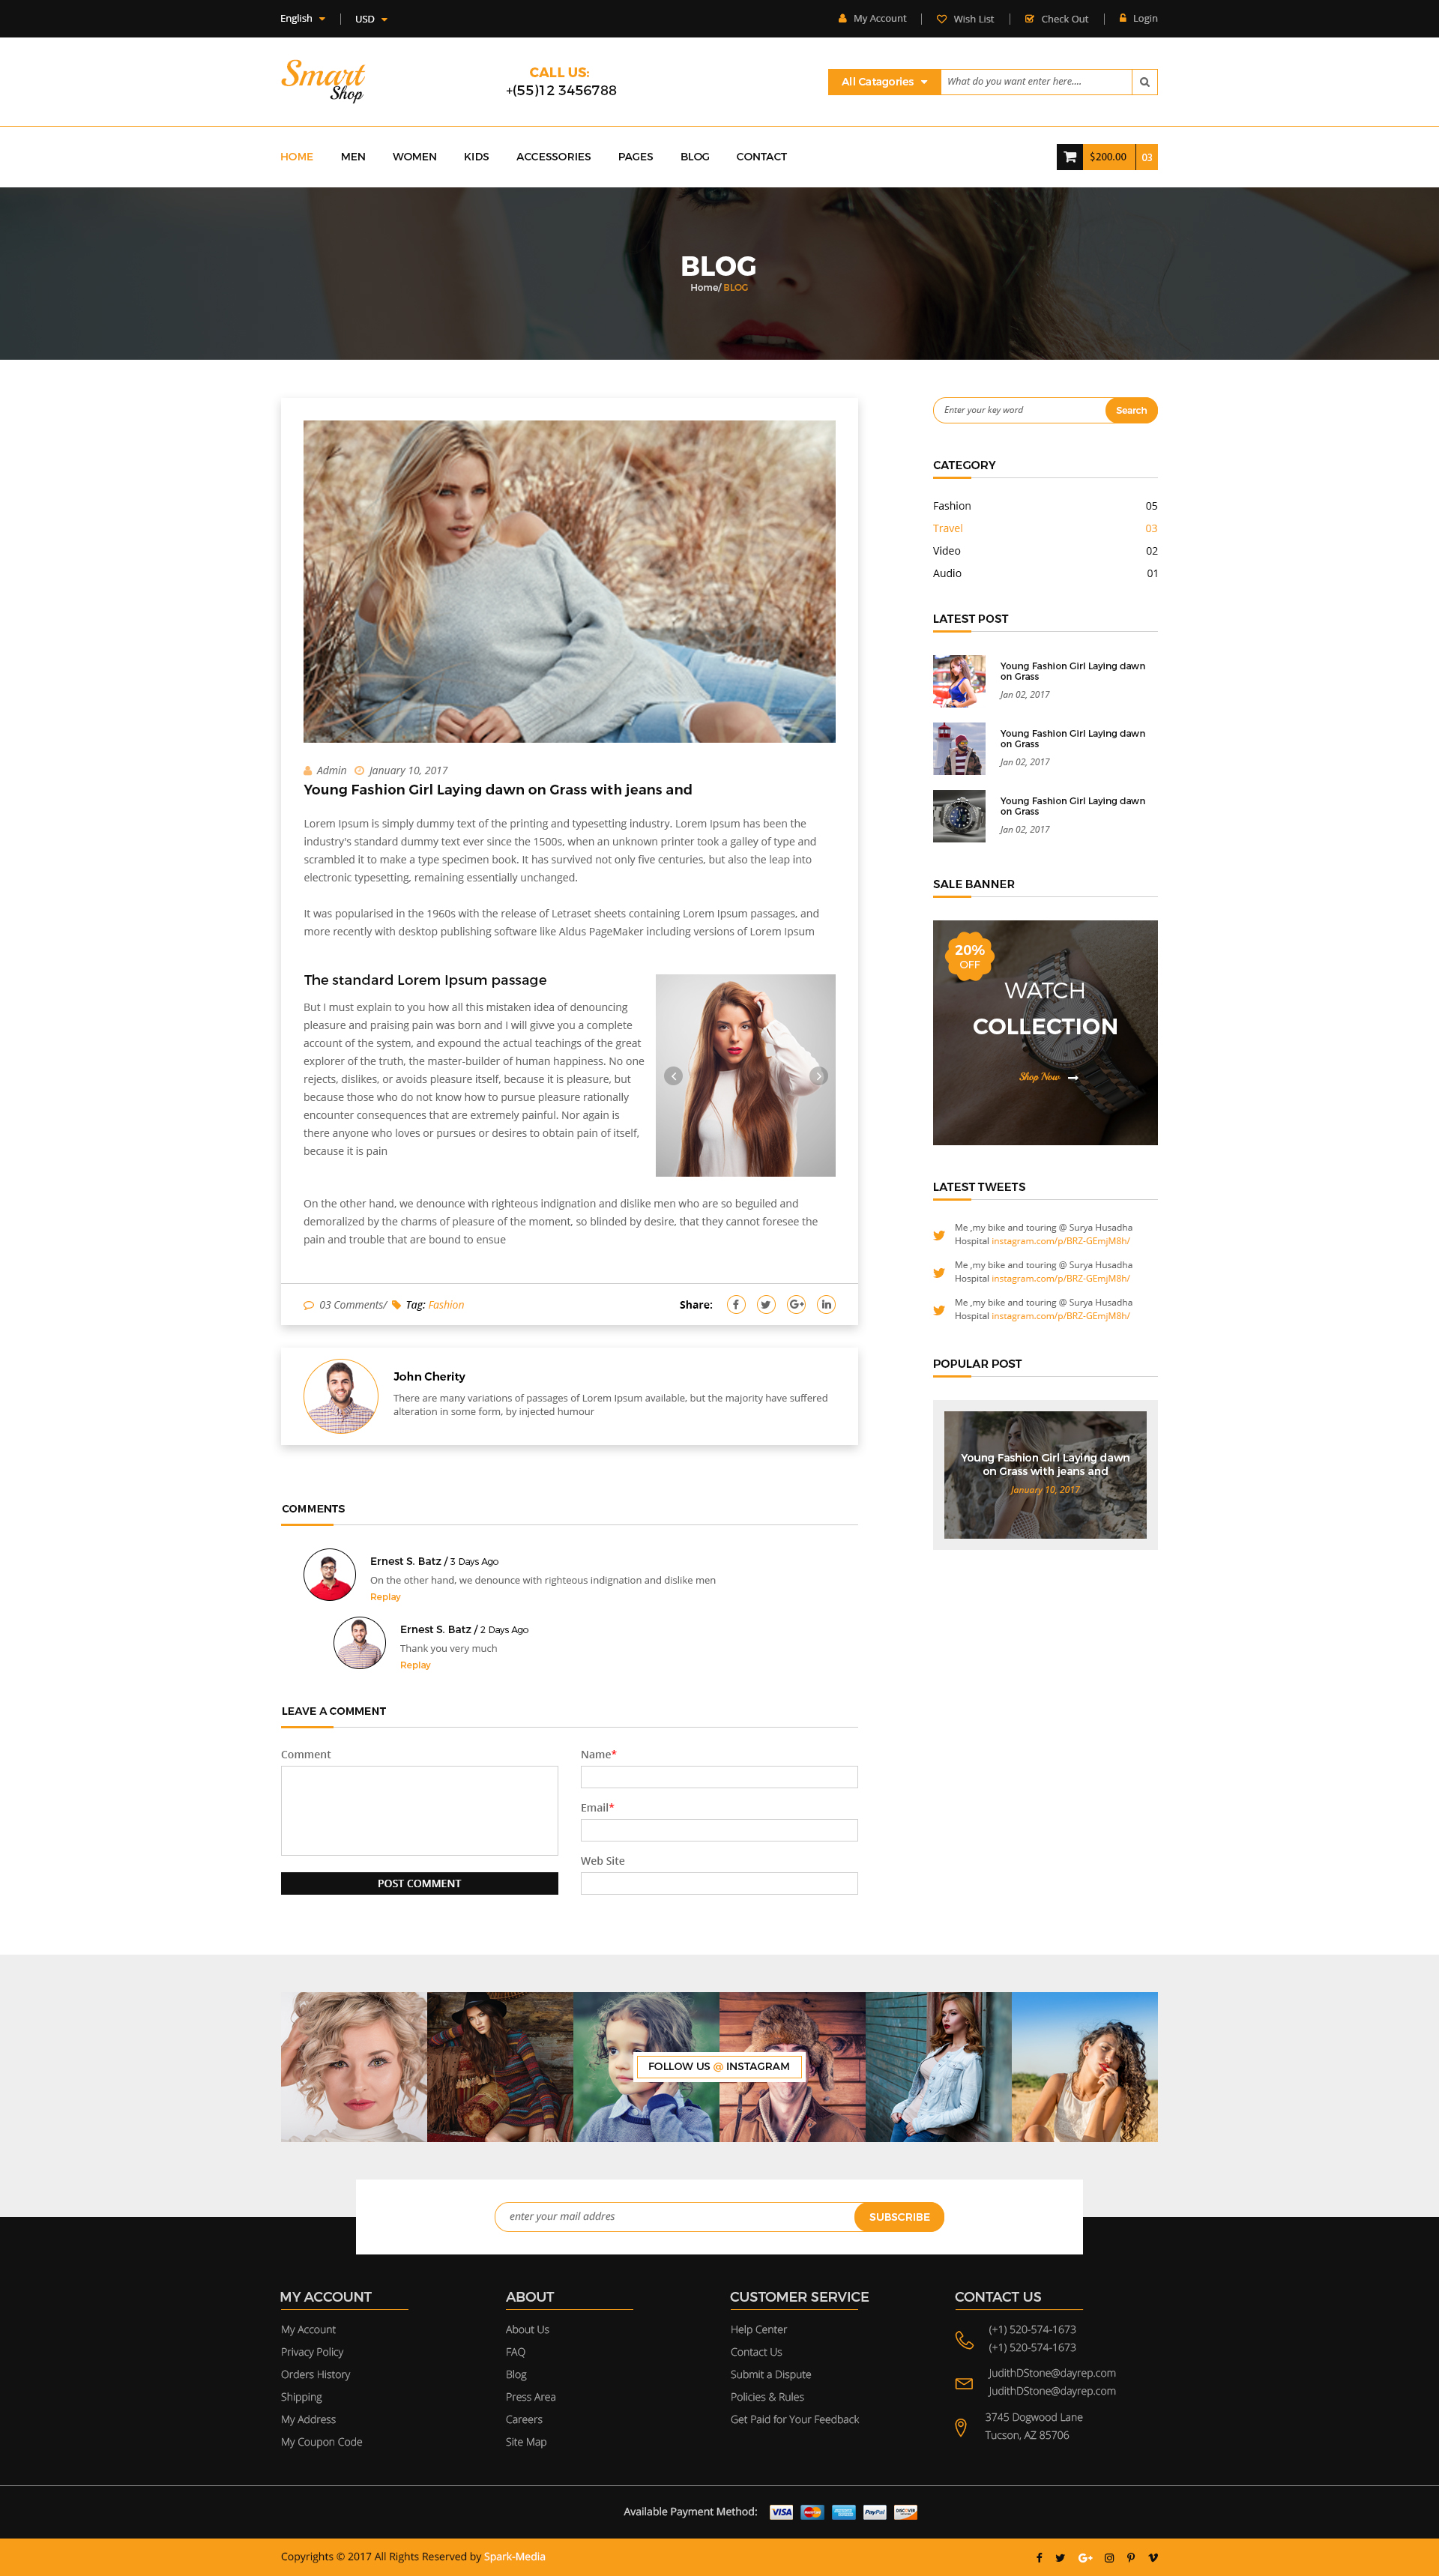 English
USD
My Account
Wish List
Check Out
Login
Smart
Shop
CALL US:
+(55)12 3456788
All Catagories
What do you want enter here....
HOME
MEN
WOMEN
KIDS
ACCESSORIES
PAGES
BLOG
CONTACT
$200.00
03
BLOG
Home/ BLOG
Admin
January 10, 2017
Young Fashion Girl Laying dawn on Grass with jeans and
Lorem Ipsum is simply dummy text of the printing and typesetting industry. Lorem Ipsum has been the
industry's standard dummy text ever since the 1500s, when an unknown printer took a galley of type and
scrambled it to make a type specimen book. It has survived not only five centuries, but also the leap into
electronic typesetting, remaining essentially unchanged.
It was popularised in the 1960s with the release of Letraset sheets containing Lorem Ipsum passages, and
more recently with desktop publishing software like Aldus PageMaker including versions of Lorem Ipsum
The standard Lorem Ipsum passage
But I must explain to you how all this mistaken idea of denouncing
pleasure and praising pain was born and I will givve you a complete
account of the system, and expound the actual teachings of the great
explorer of the truth, the master-builder of human happiness. No one
rejects, dislikes, or avoids pleasure itself, because it is pleasure, but
because those who do not know how to pursue pleasure rationally
encounter consequences that are extremely painful. Nor again is
there anyone who loves or pursues or desires to obtain pain of itself,
because it is pain
On the other hand, we denounce with righteous indignation and dislike men who are so beguiled and
demoralized by the charms of pleasure of the moment, so blinded by desire, that they cannot foresee the
pain and trouble that are bound to ensue
03 Comments/
Tag: Fashion
Share:
John Cherity
There are many variations of passages of Lorem Ipsum available, but the majority have suffered
alteration in some form, by injected humour
COMMENTS
Ernest S. Batz / 3 Days Ago
On the other hand, we denounce with righteous indignation and dislike men
Replay
Ernest S. Batz / 2 Days Ago
Thank you very much
Replay
LEAVE A COMMENT
Comment
POST COMMENT
Name*
Email*
Web Site
Enter your key word
Search
CATEGORY
Fashion 05
Travel 03
Video 02
Audio 01
LATEST POST
Young Fashion Girl Laying dawn
on Grass
Jan 02, 2017
Young Fashion Girl Laying dawn
on Grass
Jan 02, 2017
Young Fashion Girl Laying dawn
on Grass
Jan 02, 2017
SALE BANNER
20%
OFF
WATCH
COLLECTION
Shop Now
LATEST TWEETS
Me ,my bike and touring @ Surya Husadha
Hospital instagram.com/p/BRZ-GEmjM8h/
Me ,my bike and touring @ Surya Husadha
Hospital instagram.com/p/BRZ-GEmjM8h/
Me ,my bike and touring @ Surya Husadha
Hospital instagram.com/p/BRZ-GEmjM8h/
POPULAR POST
Young Fashion Girl Laying dawn
on Grass with jeans and
January 10, 2017
FOLLOW US @ INSTAGRAM
enter your mail addres
SUBSCRIBE
MY ACCOUNT
My Account
Privacy Policy
Orders History
Shipping
My Address
My Coupon Code
ABOUT
About Us
FAQ
Blog
Press Area
Careers
Site Map
CUSTOMER SERVICE
Help Center
Contact Us
Submit a Dispute
Policies & Rules
Get Paid for Your Feedback
CONTACT US
(+1) 520-574-1673
(+1) 520-574-1673
JudithDStone@dayrep.com
JudithDStone@dayrep.com
3745 Dogwood Lane
Tucson, AZ 85706
Available Payment Method:
VISA
MasterCard
PayPal
DISCOVER
Copyrights © 2017 All Rights Reserved by Spark-Media